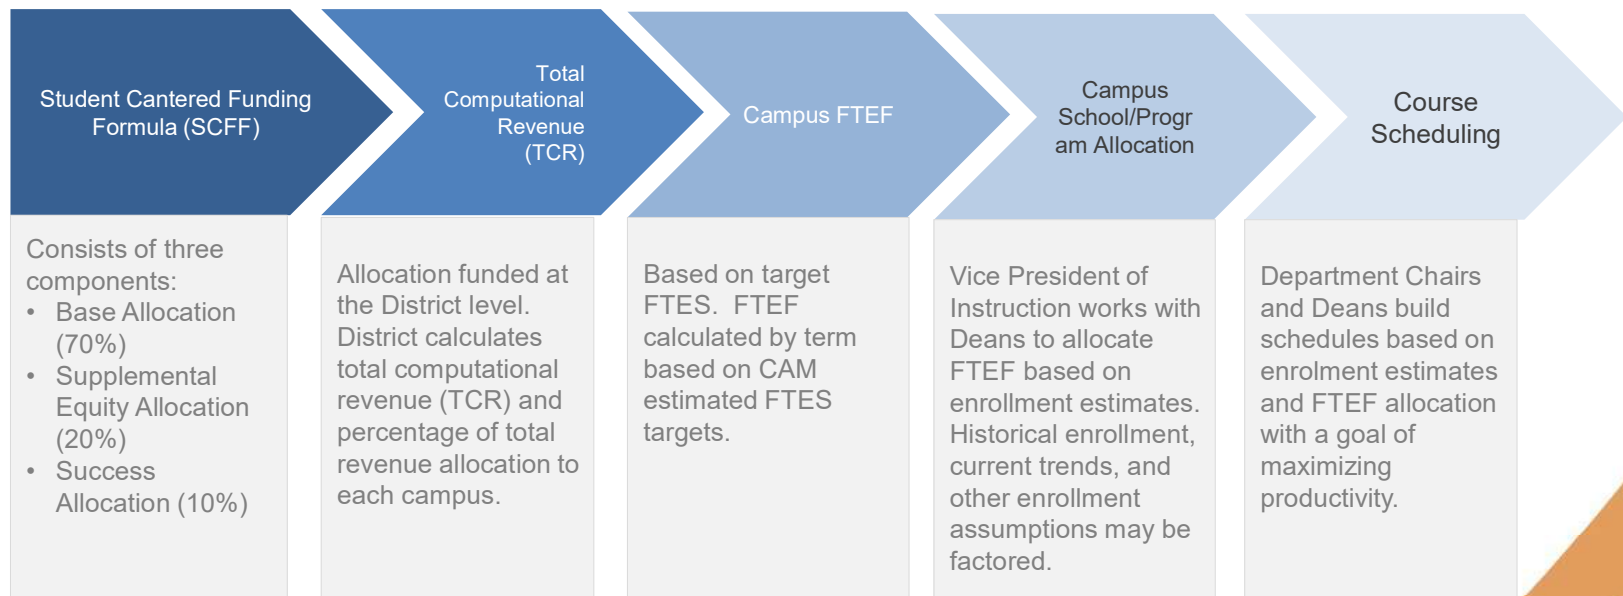 Student Cantered Funding
Formula (SCFF)
Total
Computational
Revenue
(TCR)
Campus FTEF
Campus
School/Progr
am Allocation
Course
Scheduling
Consists of three
components:
• Base Allocation
(70%)
• Supplemental
Equity Allocation
(20%)
• Success
Allocation (10%)
Allocation funded at
the District level.
District calculates
total computational
revenue (TCR) and
percentage of total
revenue allocation to
each campus.
Based on target
FTES.  FTEF
calculated by term
based on CAM
estimated FTES
targets.
Vice President of
Instruction works with
Deans to allocate
FTEF based on
enrollment estimates.
Historical enrollment,
current trends, and
other enrollment
assumptions may be
factored.
Department Chairs
and Deans build
schedules based on
enrolment estimates
and FTEF allocation
with a goal of
maximizing
productivity.